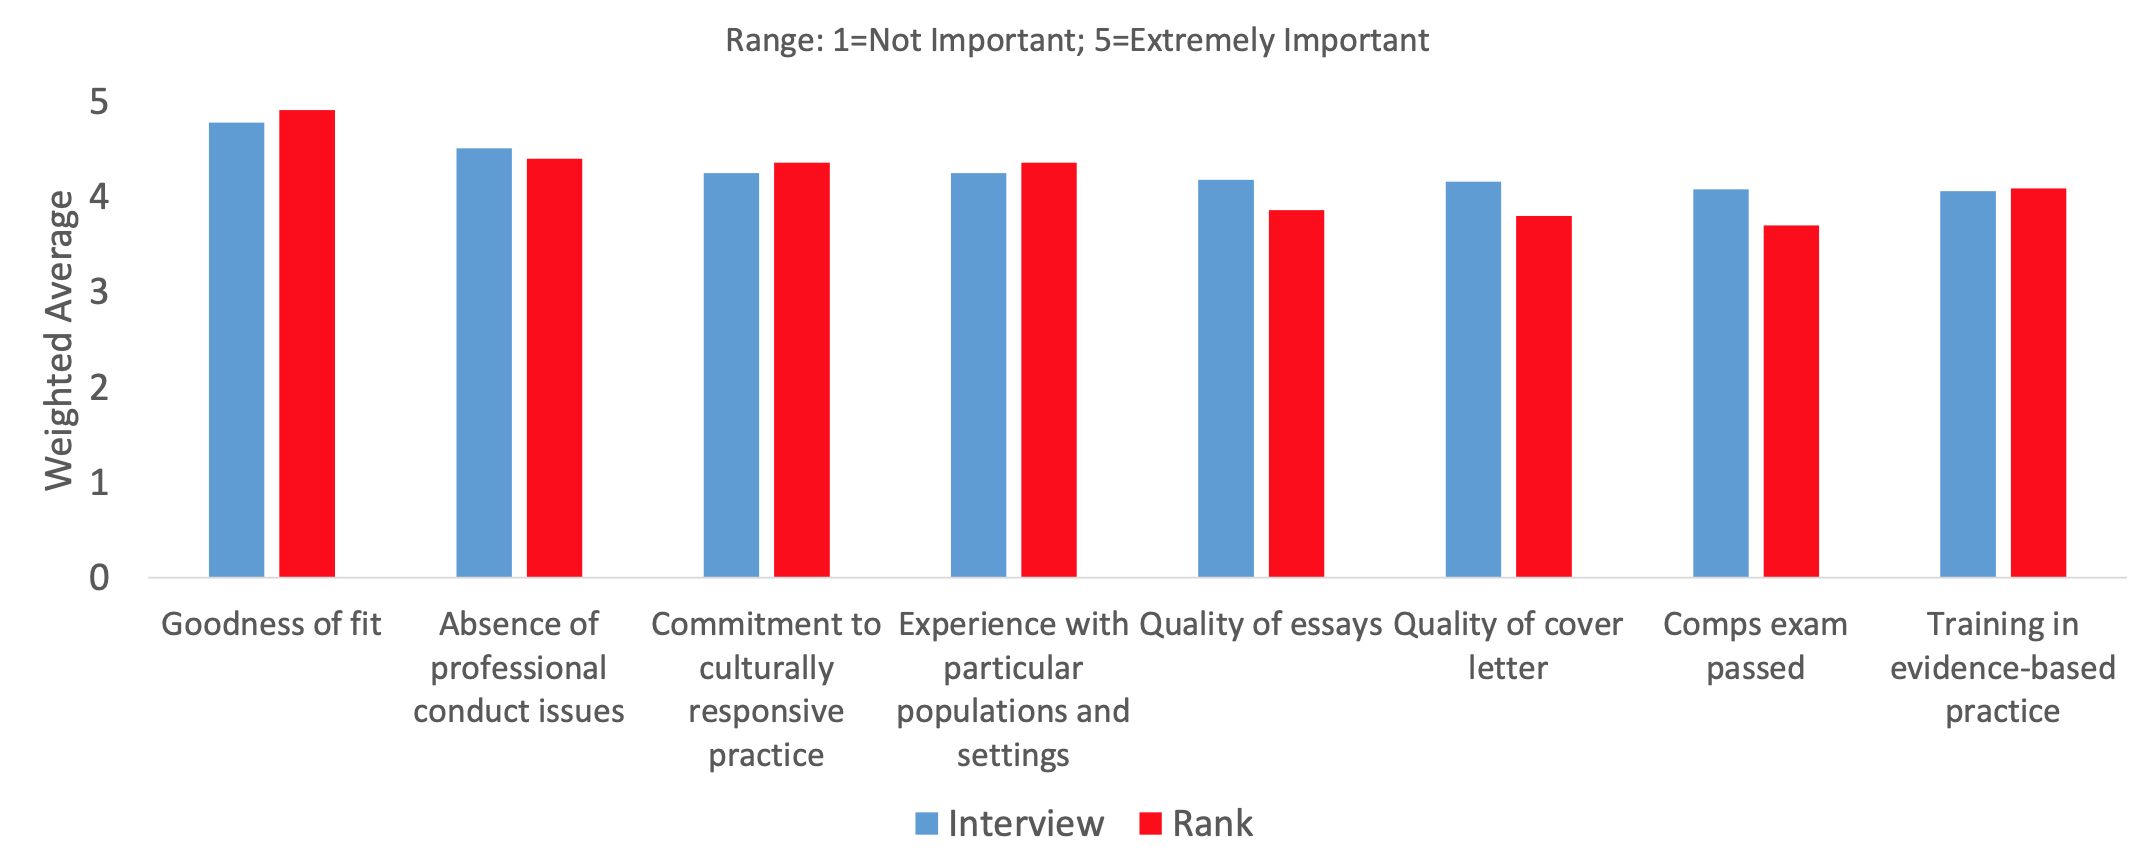 Range: 1=Not Important; 5=Extremely Important
Weighted Average
5
4
3
2
1
0
Goodness of fit
Absence of
professional
conduct issues
Commitment to
culturally
responsive
practice
Experience with
particular
populations and
settings
Quality of essays
Quality of cover
letter
Comps exam
passed
Training in
evidence-based
practice
Interview
Rank